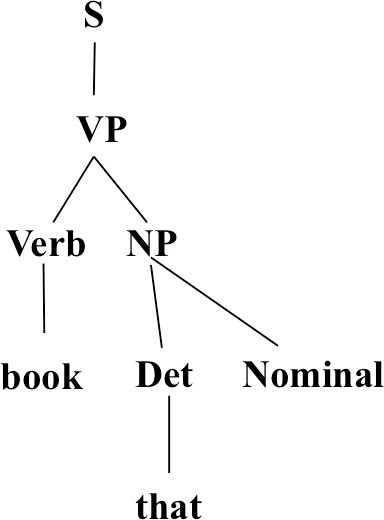 S
VP
Verb NP
book Det Nominal
that